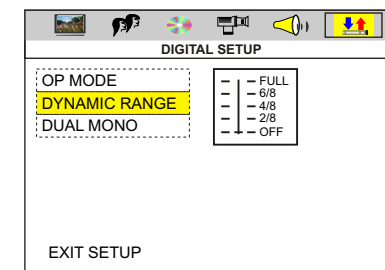 DIGITAL SETUP
OP MODE
DYNAMIC RANGE
DUAL MONO
FULL
6/8
4/8
2/8
OFF
EXIT SETUP